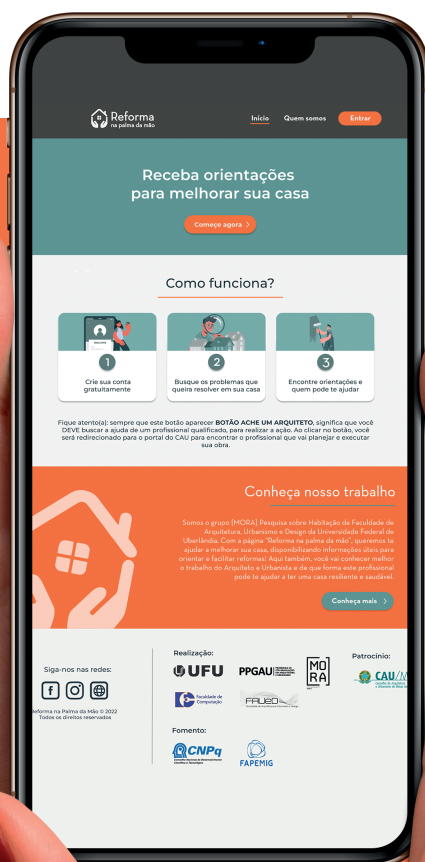 Reforma
na palma da mão
Início
Quem somos
Entrar
Receba orientações
para melhorar sua casa
Começe agora
Como funciona?
1
Crie sua conta
gratuitamente
2
Busque os problemas que
queira resolver em sua casa
3
Encontre orientações e
quem pode te ajudar
Fique atento(a): sempre que este botão aparecer BOTÃO ACHE UM ARQUITETO, significa que você
DEVE buscar a ajuda de um profissional qualificado, para realizar a ação. Ao clicar no botão, você
será redirecionado para o portal do CAU para encontrar o profissional que vai planejar e executar
sua obra.
Conheça nosso trabalho
Somos o grupo [MORA] Pesquisa sobre Habitação da Faculdade de
Arquitetura, Urbanismo e Design da Universidade Federal de
Uberlândia. Com a página "Reforma na palma da mão", queremos te
ajudar a melhorar sua casa, disponibilizando informações úteis para
orientar e facilitar reformas! Aqui também, você vai conhecer melhor
o trabalho do Arquiteto e Urbanista e de que forma este profissional
pode te ajudar a ter uma casa resiliente e saudável.
Conheça mais
Siga-nos nas redes:
Reforma na Palma da Mão © 2022
Todos os direitos reservados
Realização:
UFU
PPGAU
MO
RA
Faculdade de
Computação
FAUeD
Patrocínio:
CAU/M
Fomento:
CNPq
FAPEMIG